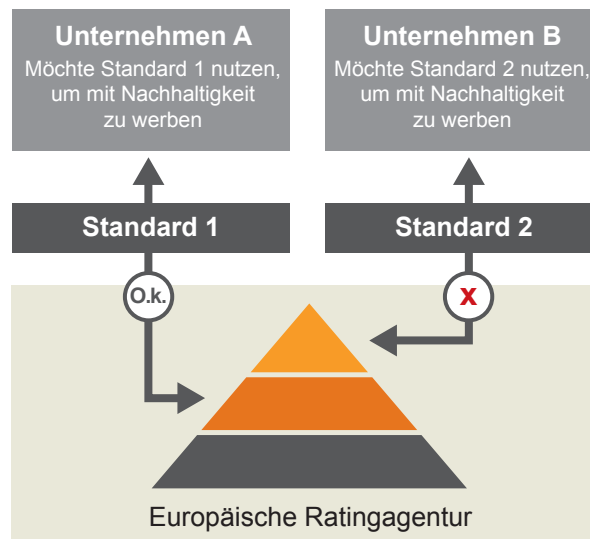 Unternehmen A
Möchte Standard 1 nutzen,
um mit Nachhaltigkeit
zu werben
Unternehmen B
Möchte Standard 2 nutzen,
um mit Nachhaltigkeit
zu werben
Standard 1
Standard 2
O.k.
X
Europäische Ratingagentur